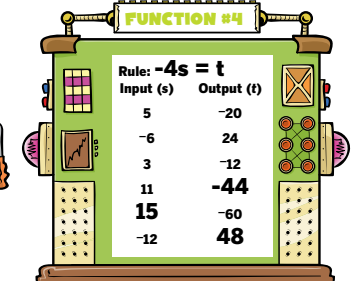 FUNCTION #4
Rule: -4s = t
Input (s) Output (t)
5 -20
-6 24
3 -12
11 -44
15 -60
-12 48